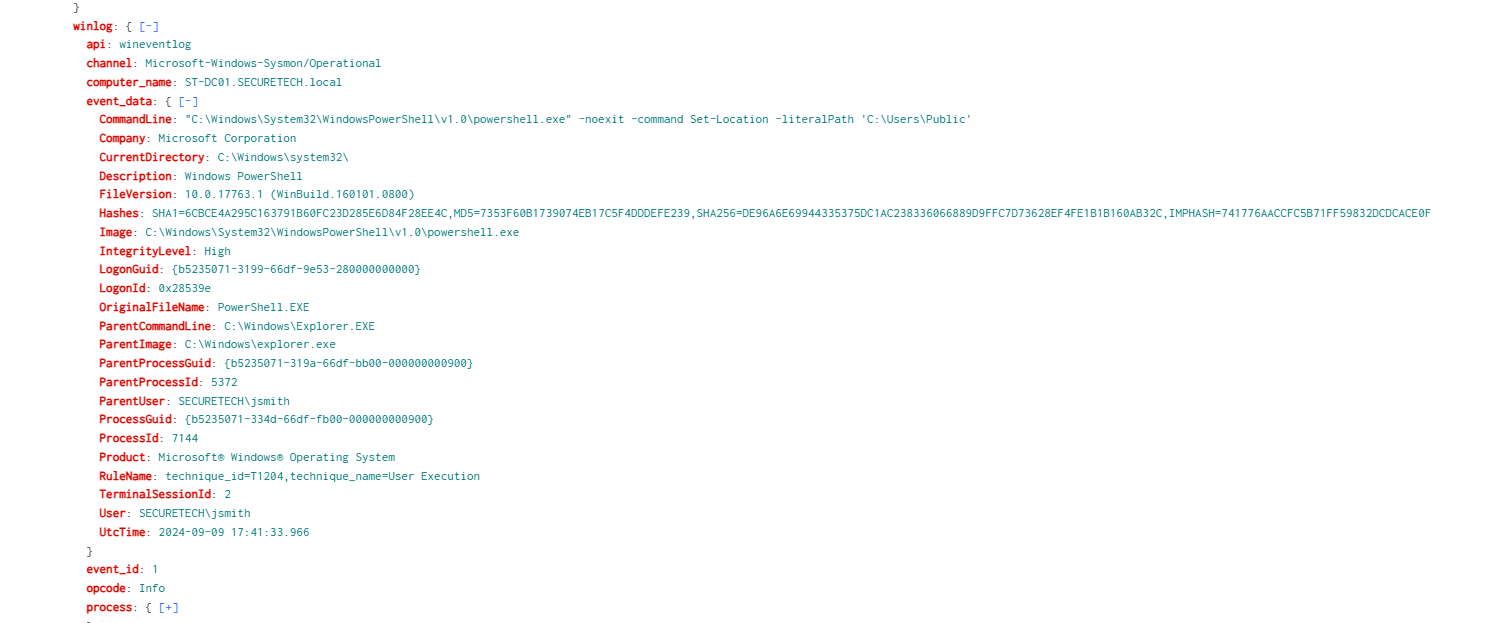 }
winlog: { [-]
api: wineventlog
channel: Microsoft-Windows-Sysmon/Operational
computer_name: ST-DC01.SECURETECH.local
event_data: { [-]
CommandLine: "C:\Windows\System32\WindowsPowerShell\v1.0\powershell.exe" -noexit -command Set-Location -literalPath 'C:\Users\Public'
Company: Microsoft Corporation
CurrentDirectory: C:\Windows\system32\
Description: Windows PowerShell
FileVersion: 10.0.17763.1 (WinBuild.160101.0800)
Hashes: SHA1=6CBCE4A295C163791B60FC23D285E6D84F28EE4C,MD5=7353F60B1739074EB17C5F4DDDEFE239,SHA256=DE96A6E69944335375DC1AC238336066889D9FFC7D73628EF4FE1B1B160AB32C,IMPHASH=741776AACCFC5B71FF59832DCDCACE0F
Image: C:\Windows\System32\WindowsPowerShell\v1.0\powershell.exe
IntegrityLevel: High
LogonGuid: {b5235071-3199-66df-9e53-280000000000}
LogonId: 0x28539e
OriginalFileName: PowerShell.EXE
ParentCommandLine: C:\Windows\Explorer.EXE
ParentImage: C:\Windows\explorer.exe
ParentProcessGuid: {b5235071-319a-66df-bb00-000000000900}
ParentProcessId: 5372
ParentUser: SECURETECH\jsmith
ProcessGuid: {b5235071-334d-66df-fb00-000000000900}
ProcessId: 7144
Product: Microsoft® Windows® Operating System
RuleName: technique_id=T1204,technique_name=User Execution
TerminalSessionId: 2
User: SECURETECH\jsmith
UtcTime: 2024-09-09 17:41:33.966
}
event_id: 1
opcode: Info
process: { [+]